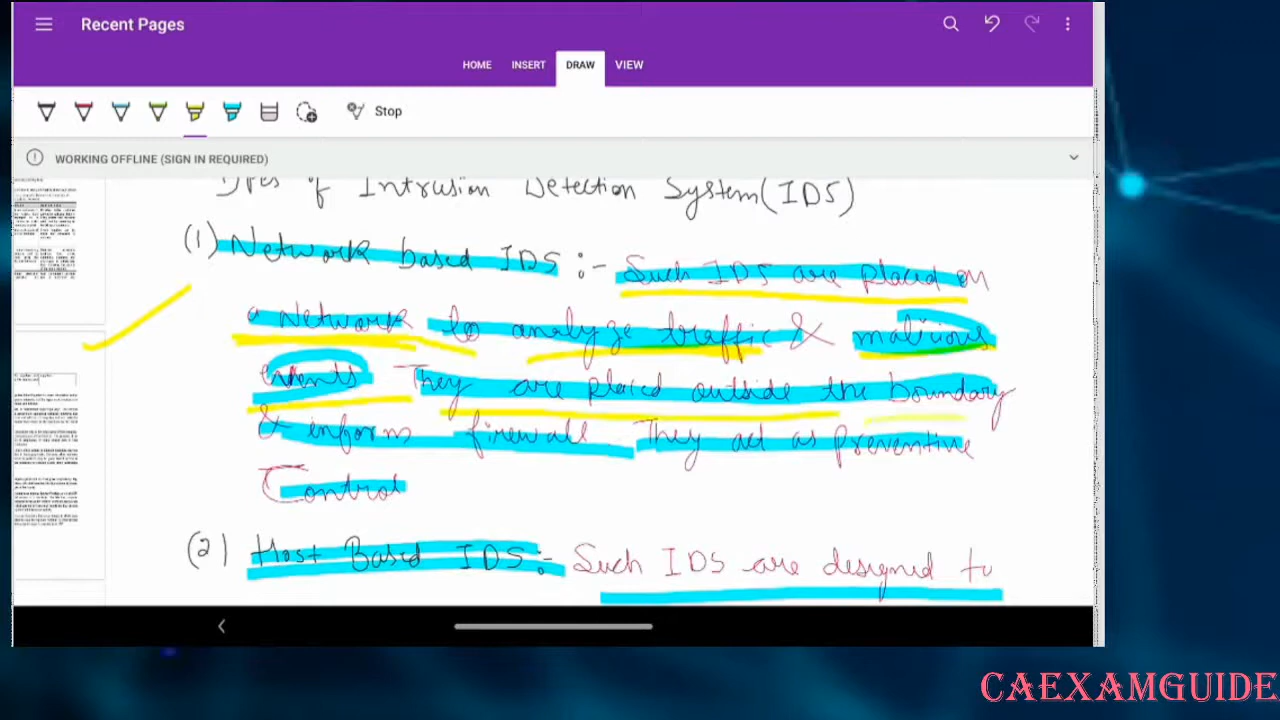 Recent Pages
HOME INSERT DRAW VIEW
Stop
WORKING OFFLINE (SIGN IN REQUIRED)
Types of Intrusion Detection System(IDS)
(1) Network based IDS :- Such IDS are placed on
a Network to analyze traffic & malicious
events They are placed outside the boundary
& enforns firewall They act as preventive
Control
(2) Host Based IDS:- Such IDS are designed to
CAEXAMGUIDE